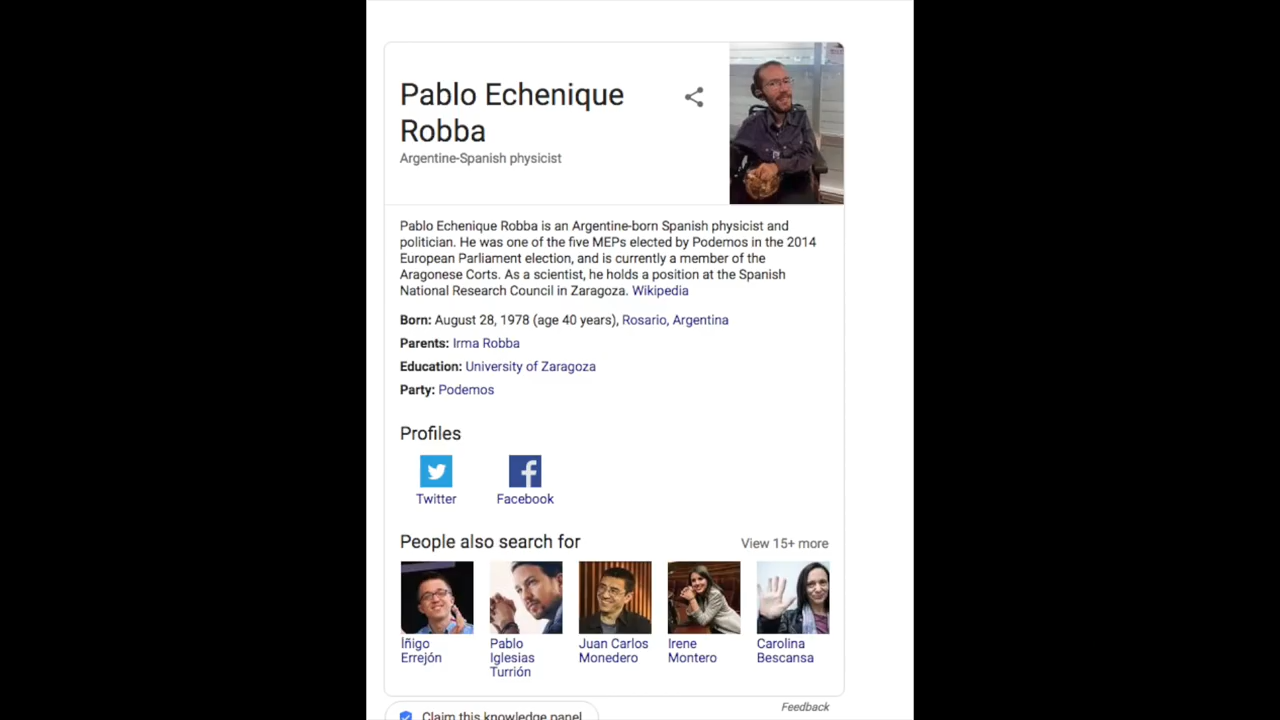 Pablo Echenique
Robba
Argentine-Spanish physicist
Pablo Echenique Robba is an Argentine-born Spanish physicist and
politician. He was one of the five MEPs elected by Podemos in the 2014
European Parliament election, and is currently a member of the
Aragonese Corts. As a scientist, he holds a position at the Spanish
National Research Council in Zaragoza. Wikipedia
Born: August 28, 1978 (age 40 years), Rosario, Argentina
Parents: Irma Robba
Education: University of Zaragoza
Party: Podemos
Profiles
Twitter
Facebook
People also search for
View 15+ more
Íñigo
Errejón
Pablo
Iglesias
Turrión
Juan Carlos
Monedero
Irene
Montero
Carolina
Bescansa
Feedback
Claim this knowledge panel